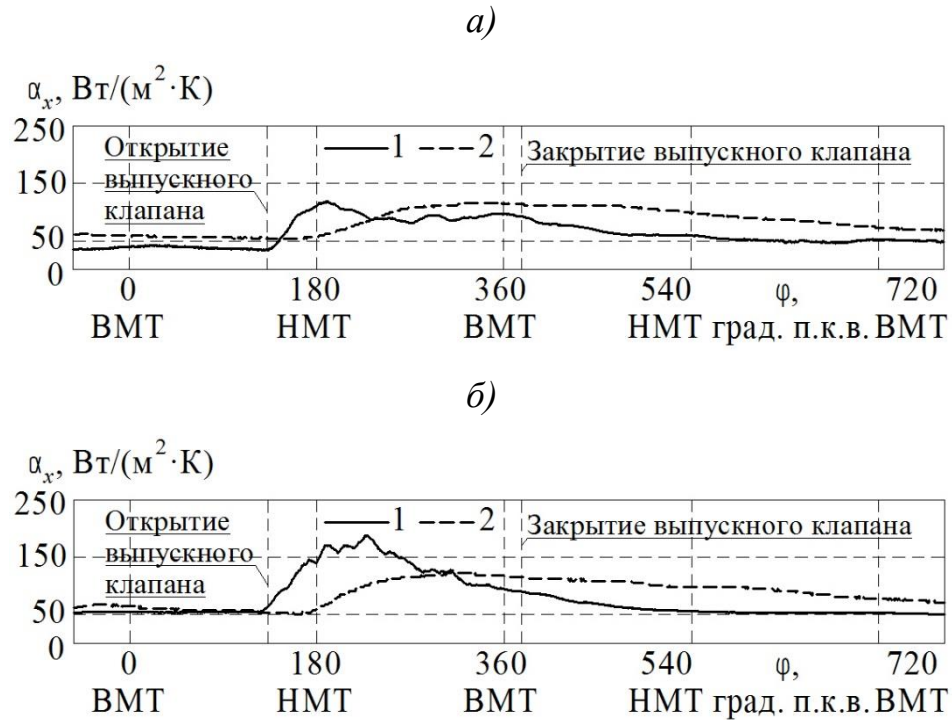 а)
αx, Вт/(м²·К)
250
Открытие 1 2 Закрытие выпускного клапана
150 выпускного
клапана
50
0
0 180 360 540 φ, 720
ВМТ НМТ ВМТ НМТ град. п.к.в. ВМТ
б)
αx, Вт/(м²·К)
250
Открытие 1 2 Закрытие выпускного клапана
150 выпускного
клапана
50
0
0 180 360 540 φ, 720
ВМТ НМТ ВМТ НМТ град. п.к.в. ВМТ